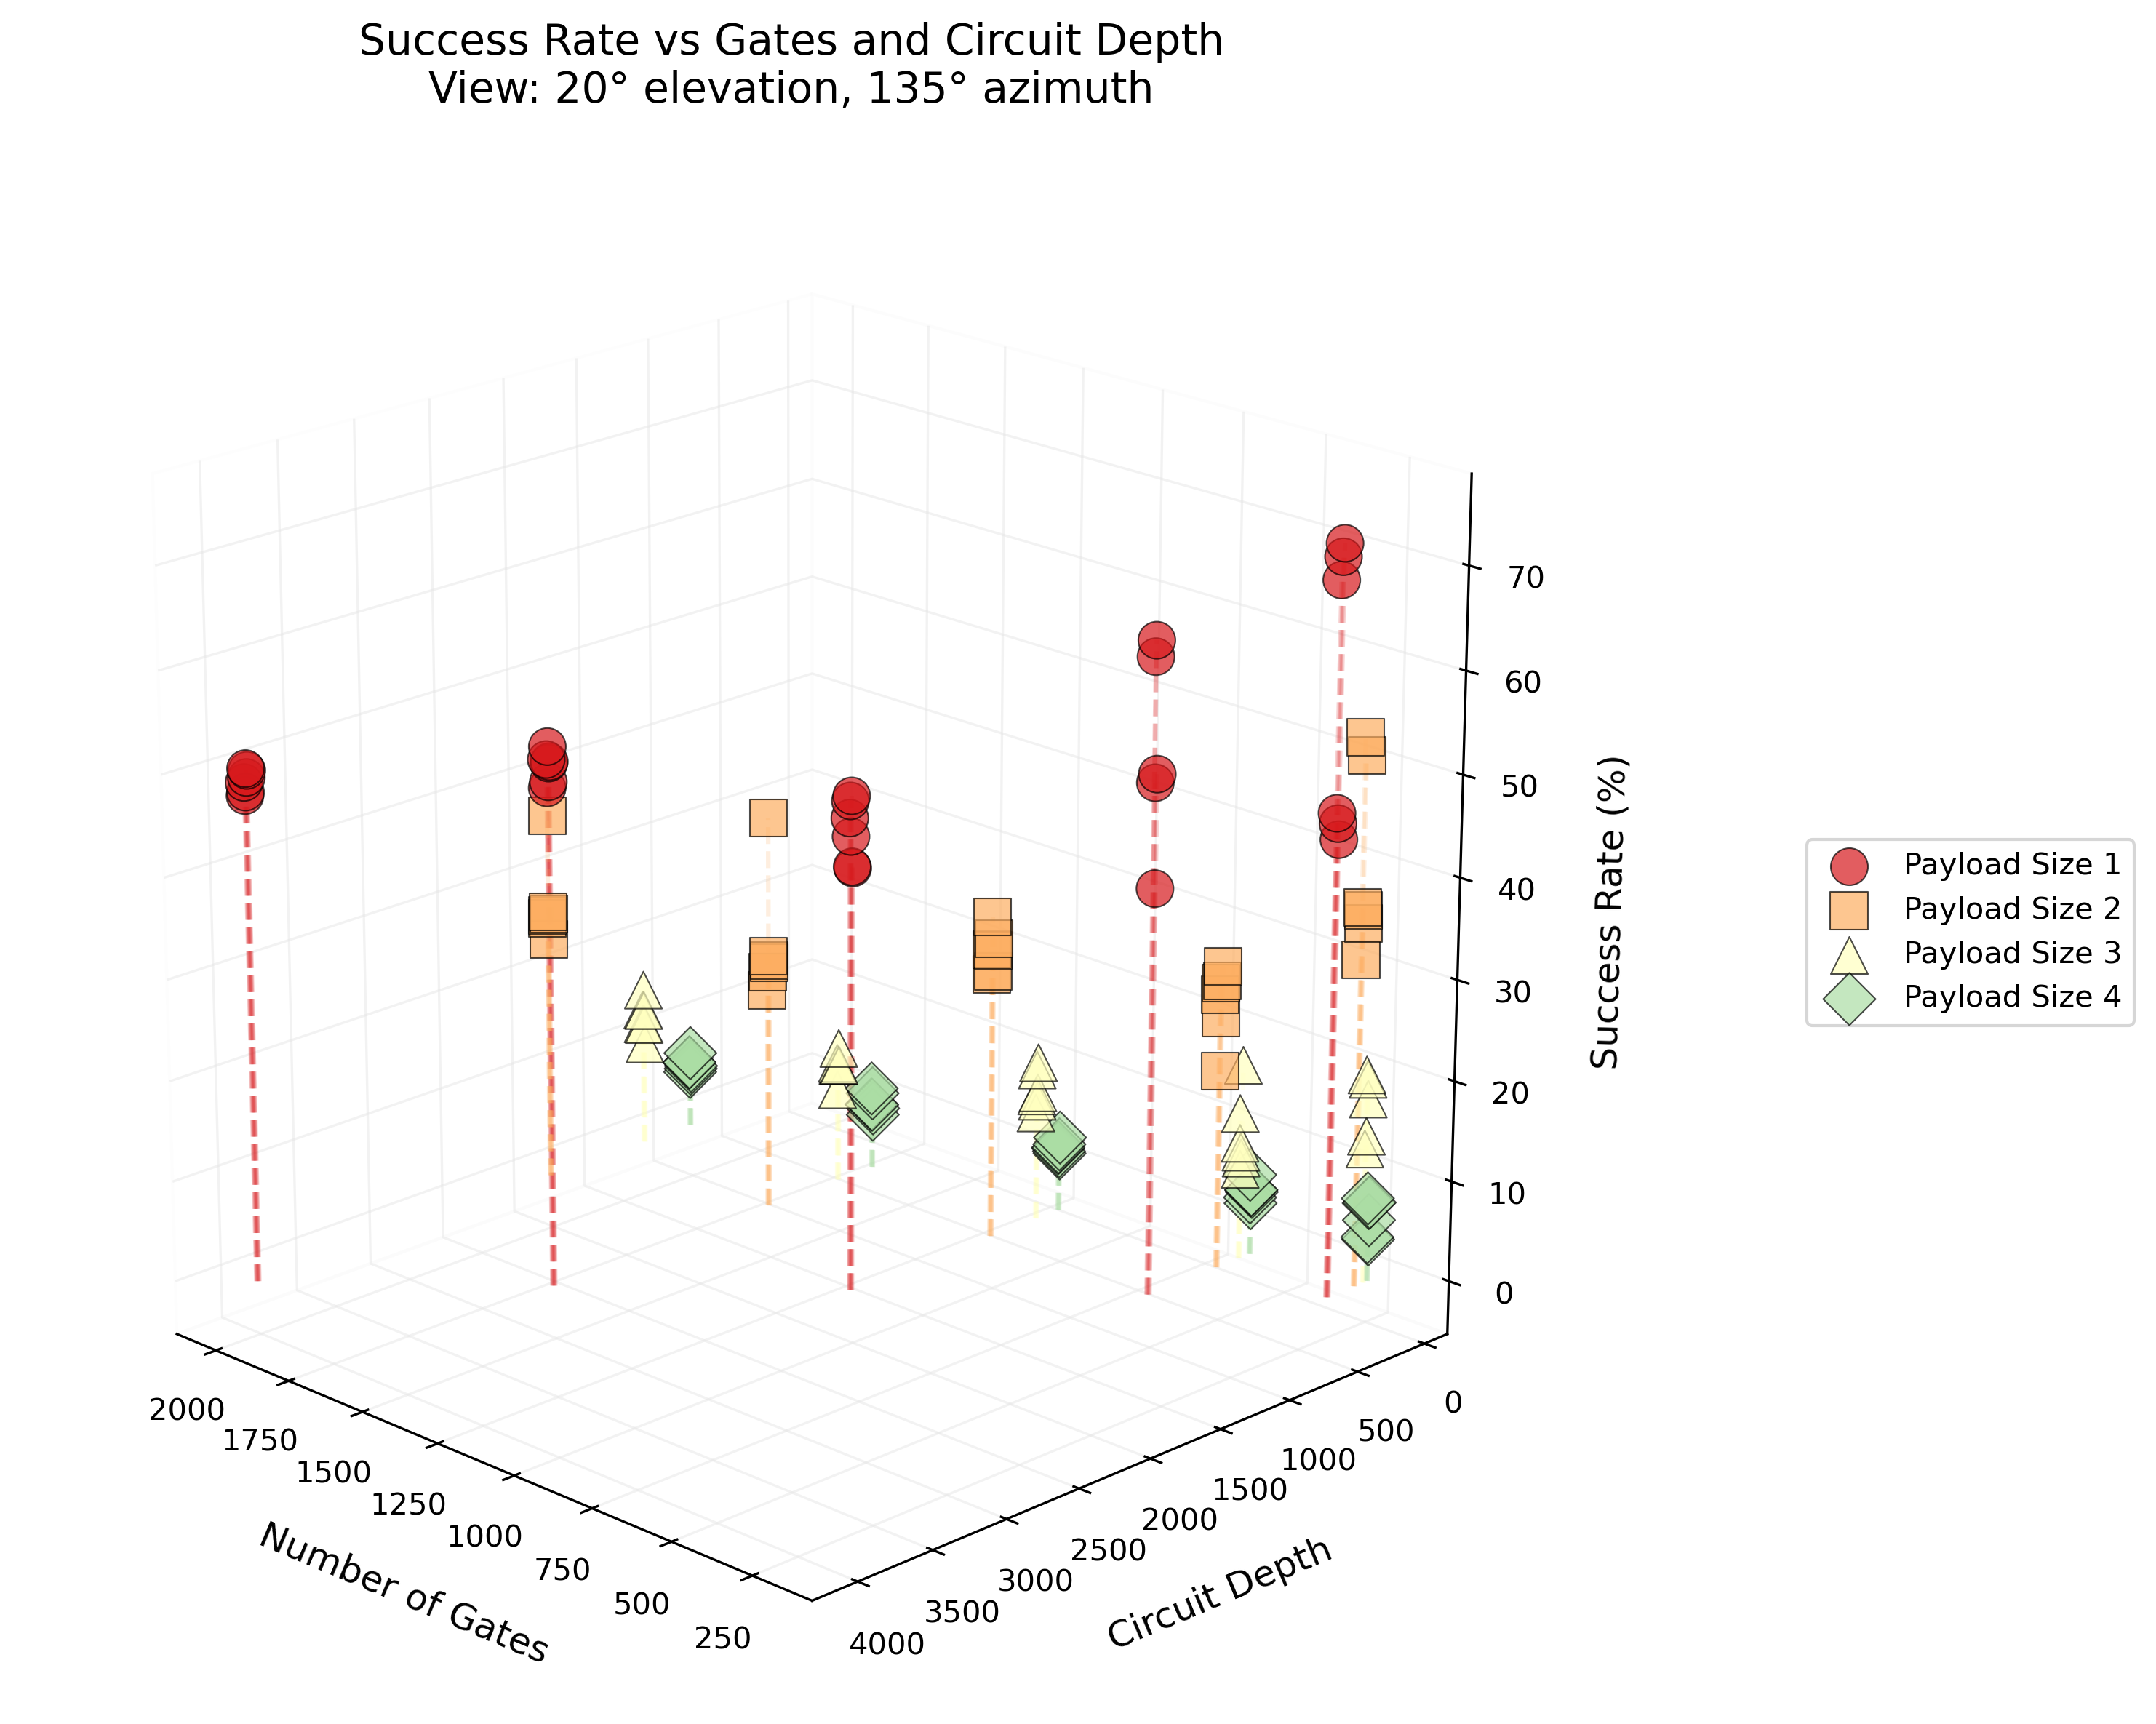 Success Rate vs Gates and Circuit Depth
View: 20° elevation, 135° azimuth
70
60
50
40
30
20
10
0
Success Rate (%)
Payload Size 1
Payload Size 2
Payload Size 3
Payload Size 4
2000
1750
1500
1250
1000
750
500
250
Number of Gates
0
500
1000
1500
2000
2500
3000
3500
4000
Circuit Depth